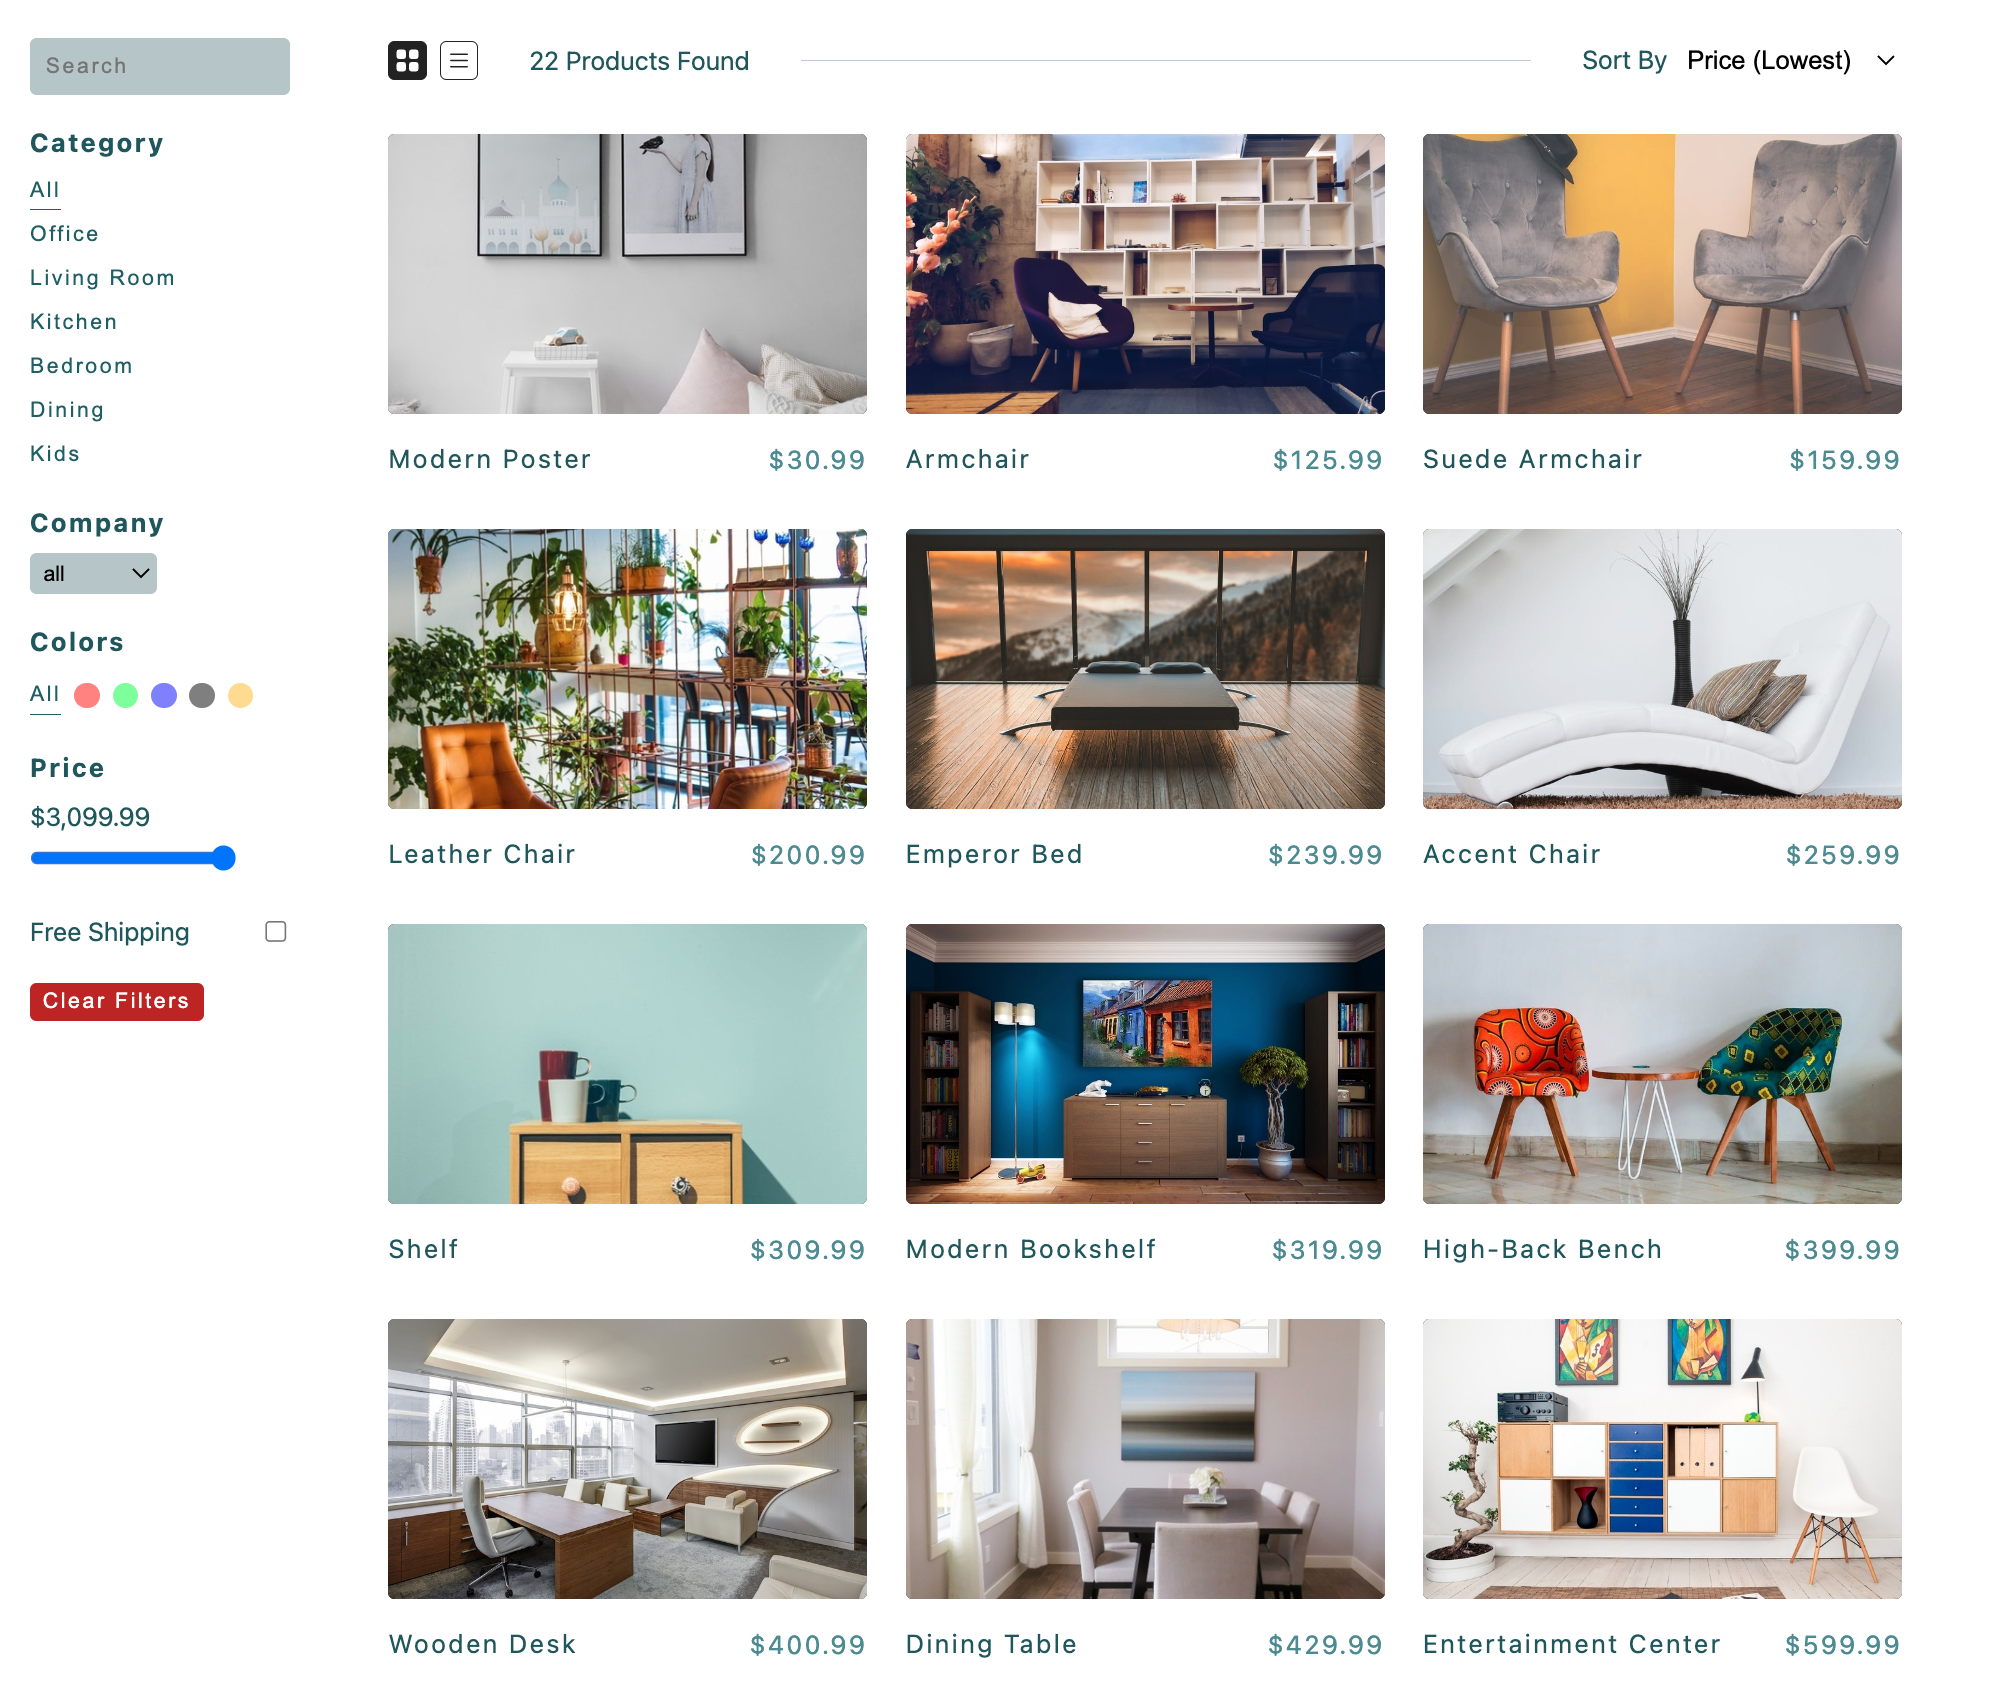 Search
Category
All
Office
Living Room
Kitchen
Bedroom
Dining
Kids
Company
all
Colors
All
Price
$3,099.99
Free Shipping
Clear Filters
22 Products Found
Sort By Price (Lowest)
Modern Poster $30.99
Armchair $125.99
Suede Armchair $159.99
Leather Chair $200.99
Emperor Bed $239.99
Accent Chair $259.99
Shelf $309.99
Modern Bookshelf $319.99
High-Back Bench $399.99
Wooden Desk $400.99
Dining Table $429.99
Entertainment Center $599.99